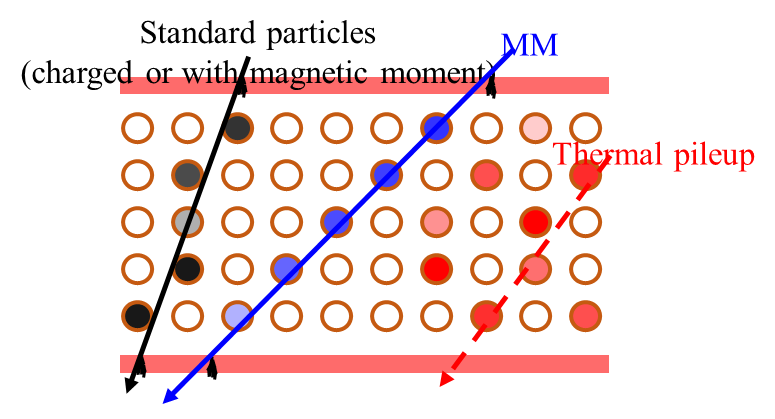 Standard particles
(charged or with magnetic moment)
MM
Thermal pileup